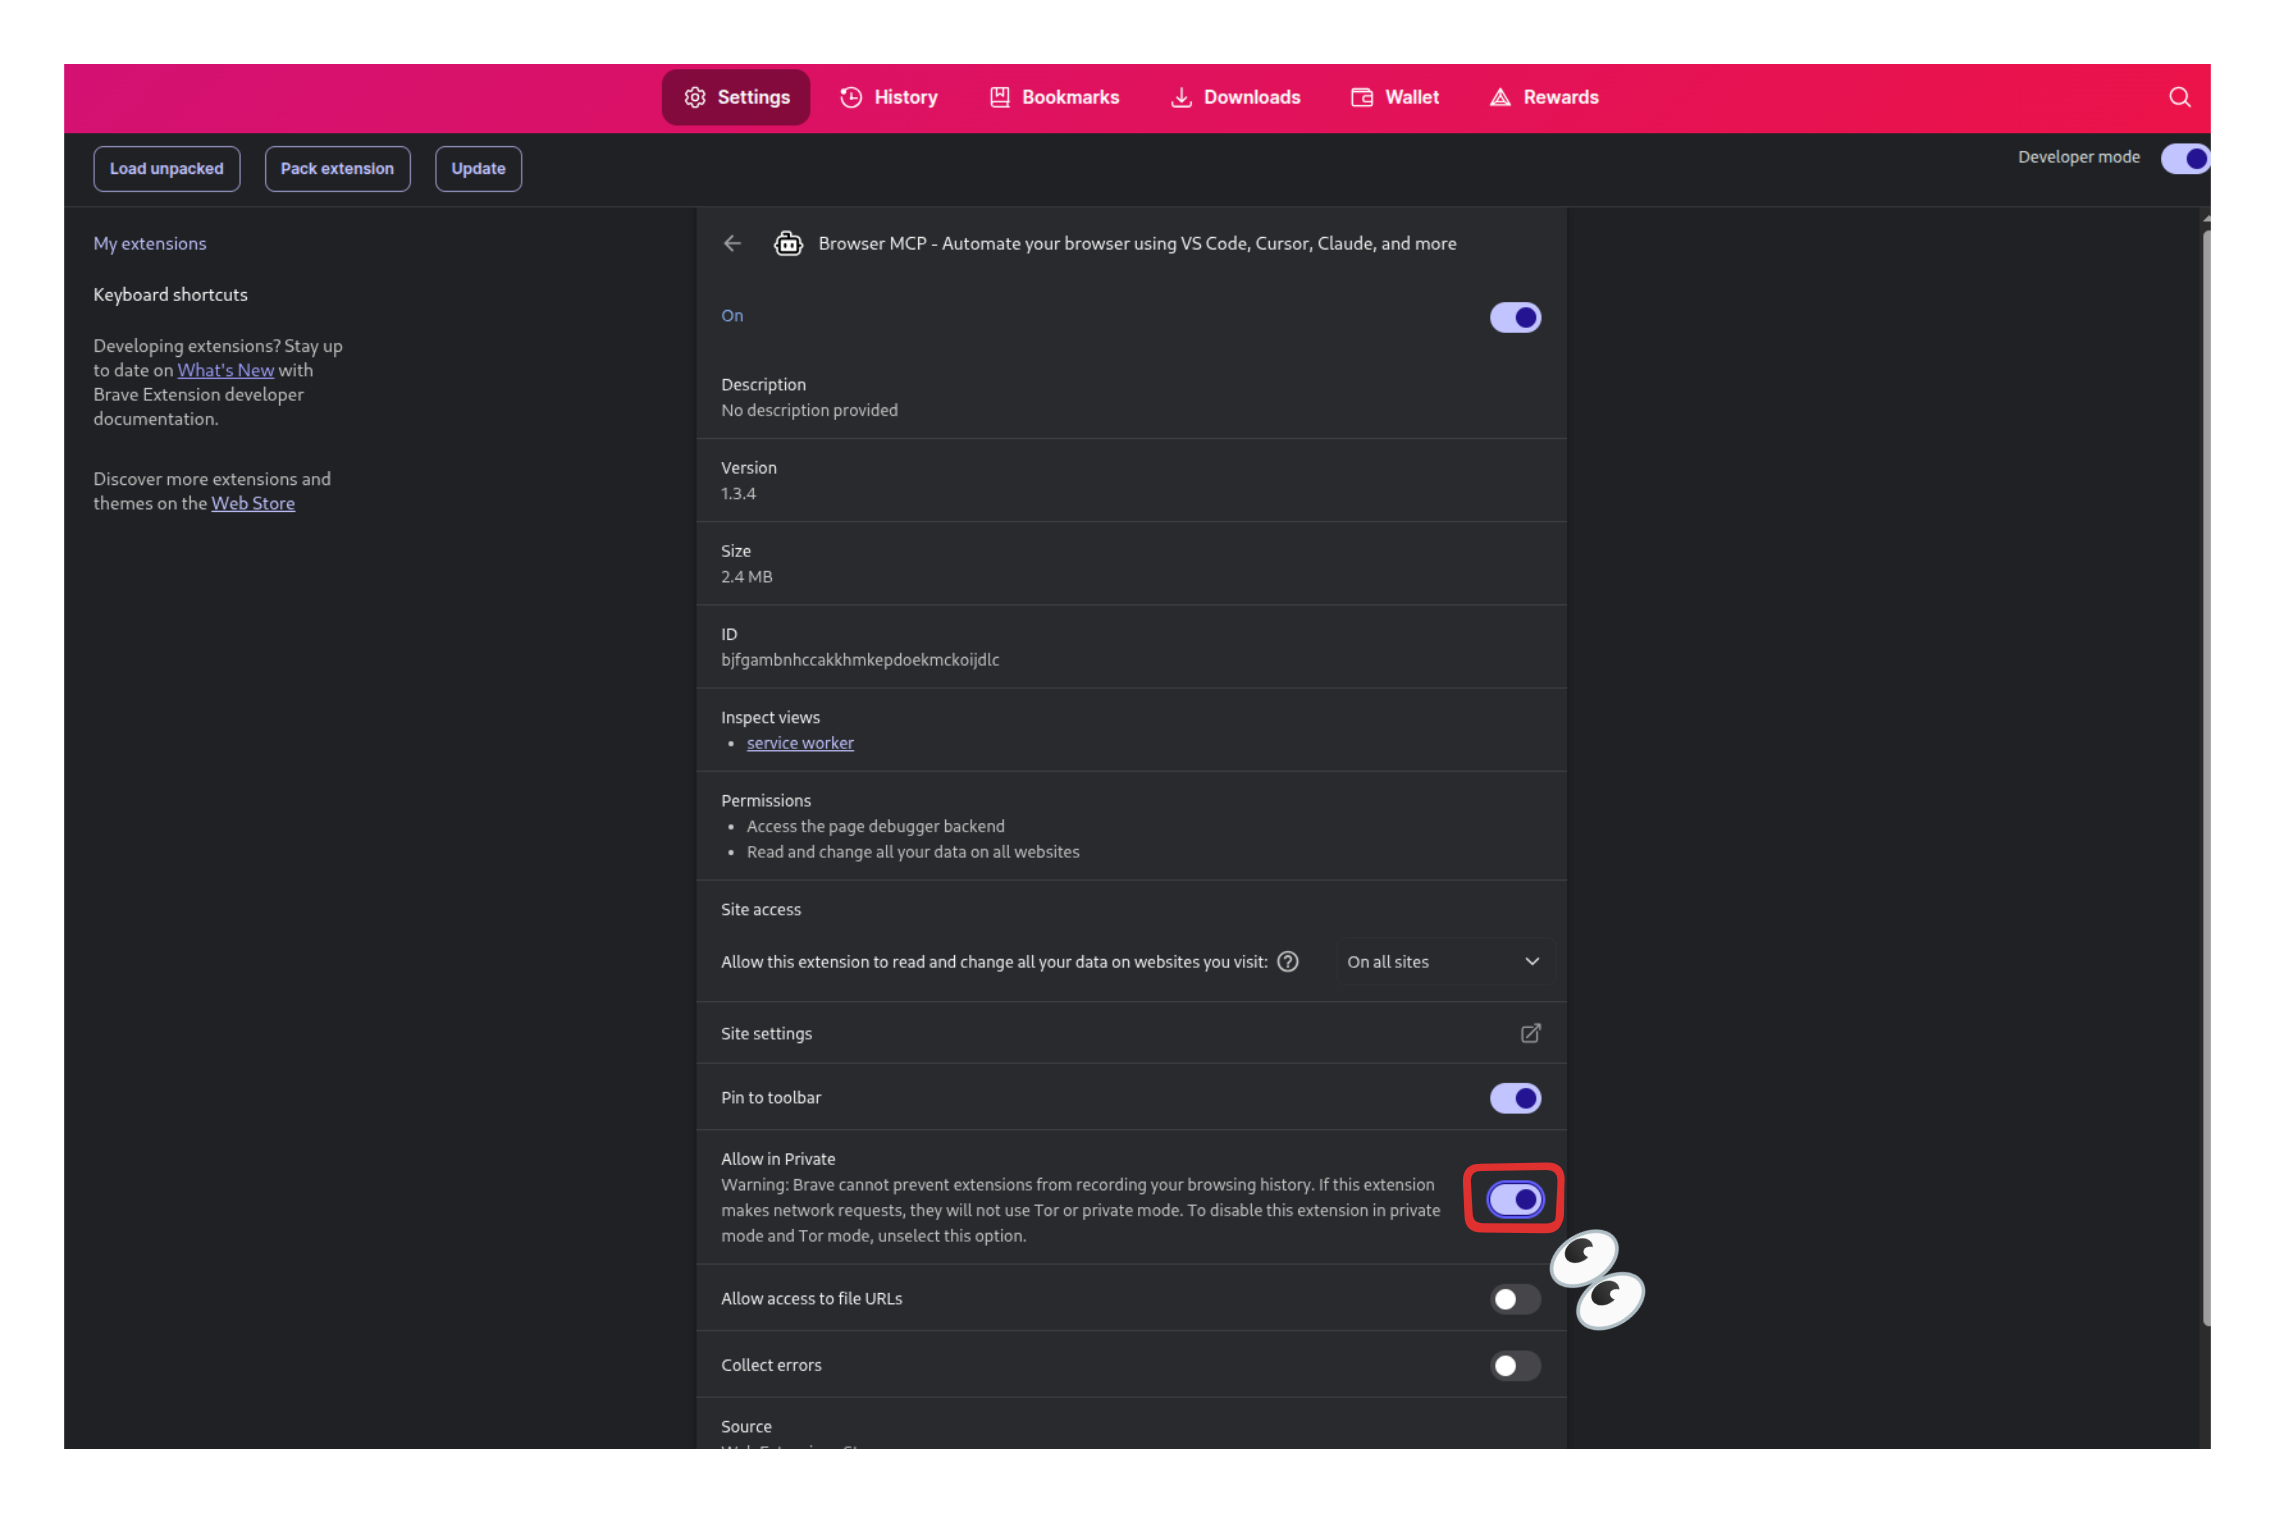 Settings
History
Bookmarks
Downloads
Wallet
Rewards
Load unpacked
Pack extension
Update
Developer mode
My extensions
Keyboard shortcuts
Developing extensions? Stay up
to date on What's New with
Brave Extension developer
documentation.
Discover more extensions and
themes on the Web Store
Browser MCP - Automate your browser using VS Code, Cursor, Claude, and more
On
Description
No description provided
Version
1.3.4
Size
2.4 MB
ID
bjfgambnhccakkhmkepdoekmckoijdlc
Inspect views
• service worker
Permissions
• Access the page debugger backend
• Read and change all your data on all websites
Site access
Allow this extension to read and change all your data on websites you visit:
On all sites
Site settings
Pin to toolbar
Allow in Private
Warning: Brave cannot prevent extensions from recording your browsing history. If this extension
makes network requests, they will not use Tor or private mode. To disable this extension in private
mode and Tor mode, unselect this option.
Allow access to file URLs
Collect errors
Source